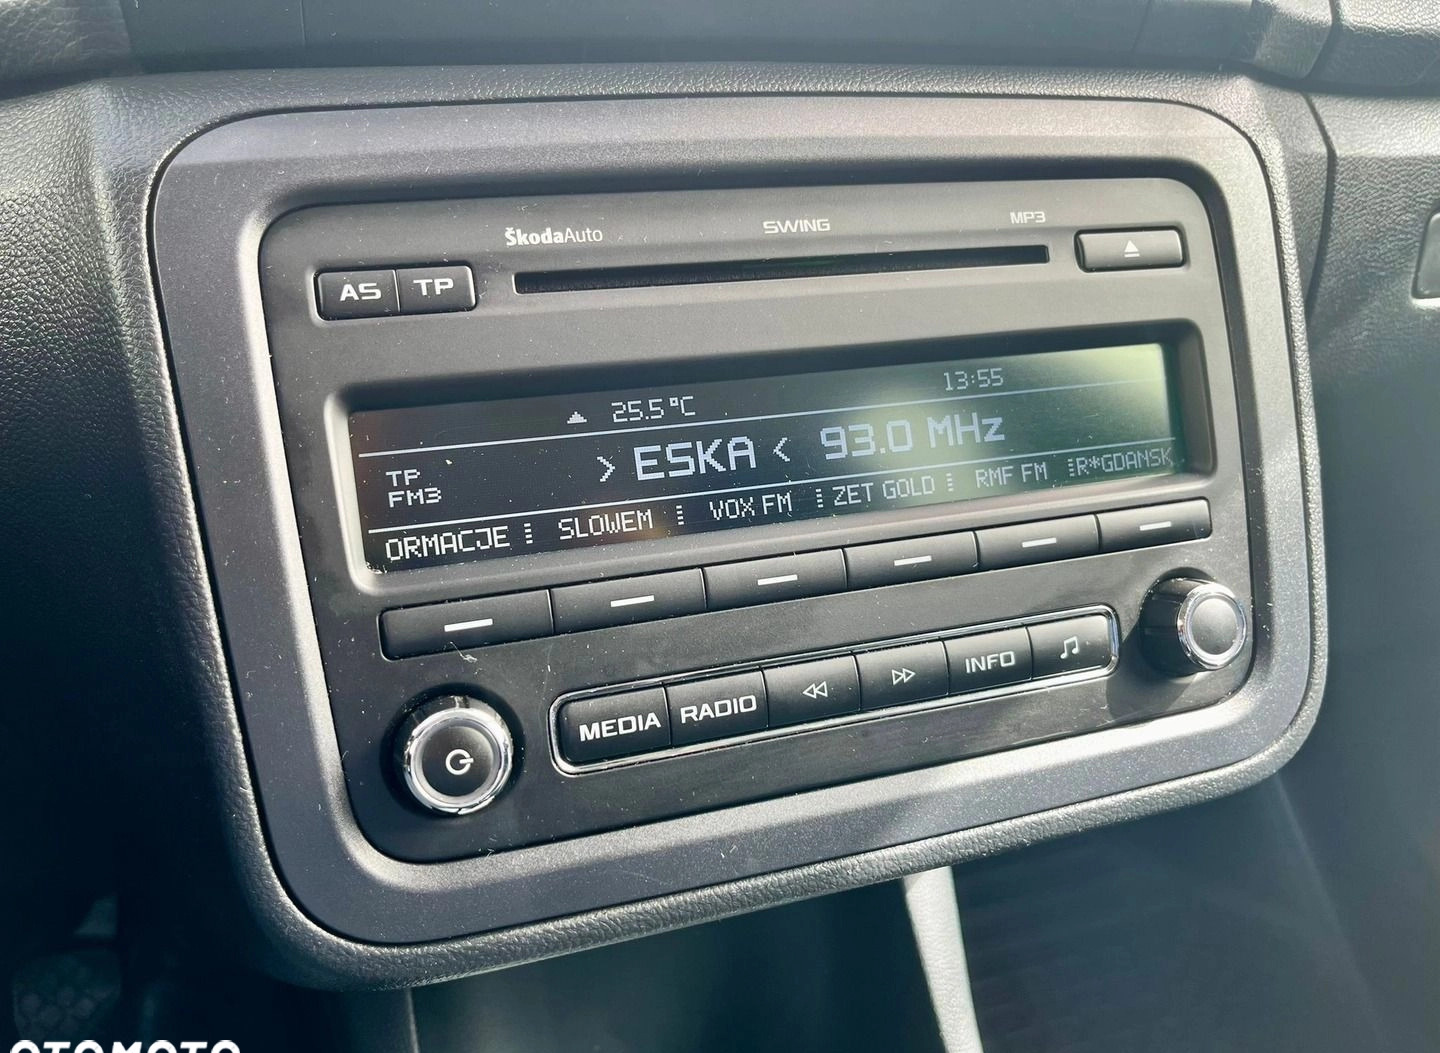 ŠkodaAuto SWING MP3
AS TP
25.5°C 13:55
TP > ESKA < 93.0 MHz
FM3
ORMACJE SLOWEM VOX FM ZET GOLD RMF FM R*GDANSK
MEDIA RADIO INFO
OTOMOTO